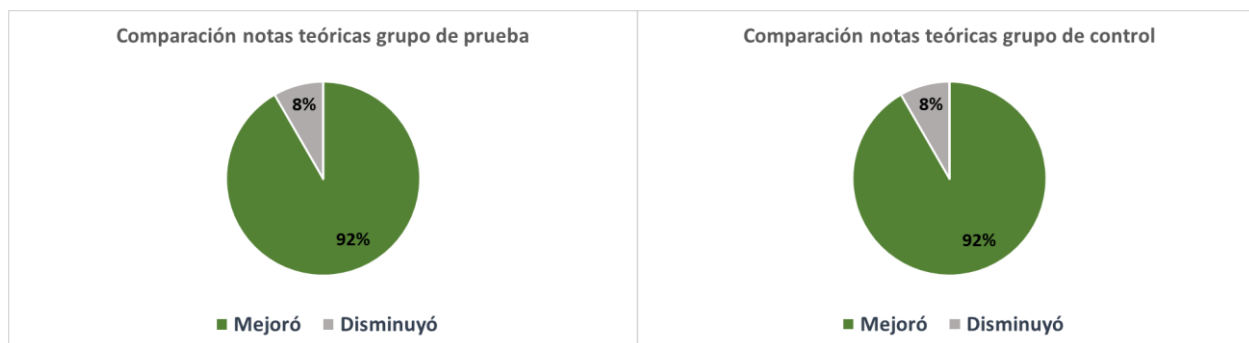 Comparación notas teóricas grupo de prueba
8%
92%
Mejoró Disminuyó
Comparación notas teóricas grupo de control
8%
92%
Mejoró Disminuyó